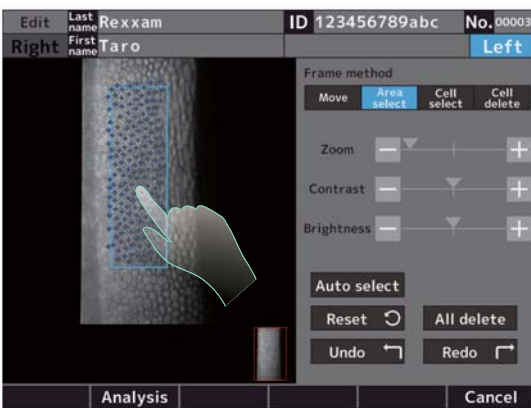 Edit Last name Rexxam ID 123456789abc No. 00003
Right First name Taro Left
Frame method
Move Area select Cell select Cell delete
Zoom
Contrast
Brightness
Auto select
Reset All delete
Undo Redo
Analysis Cancel